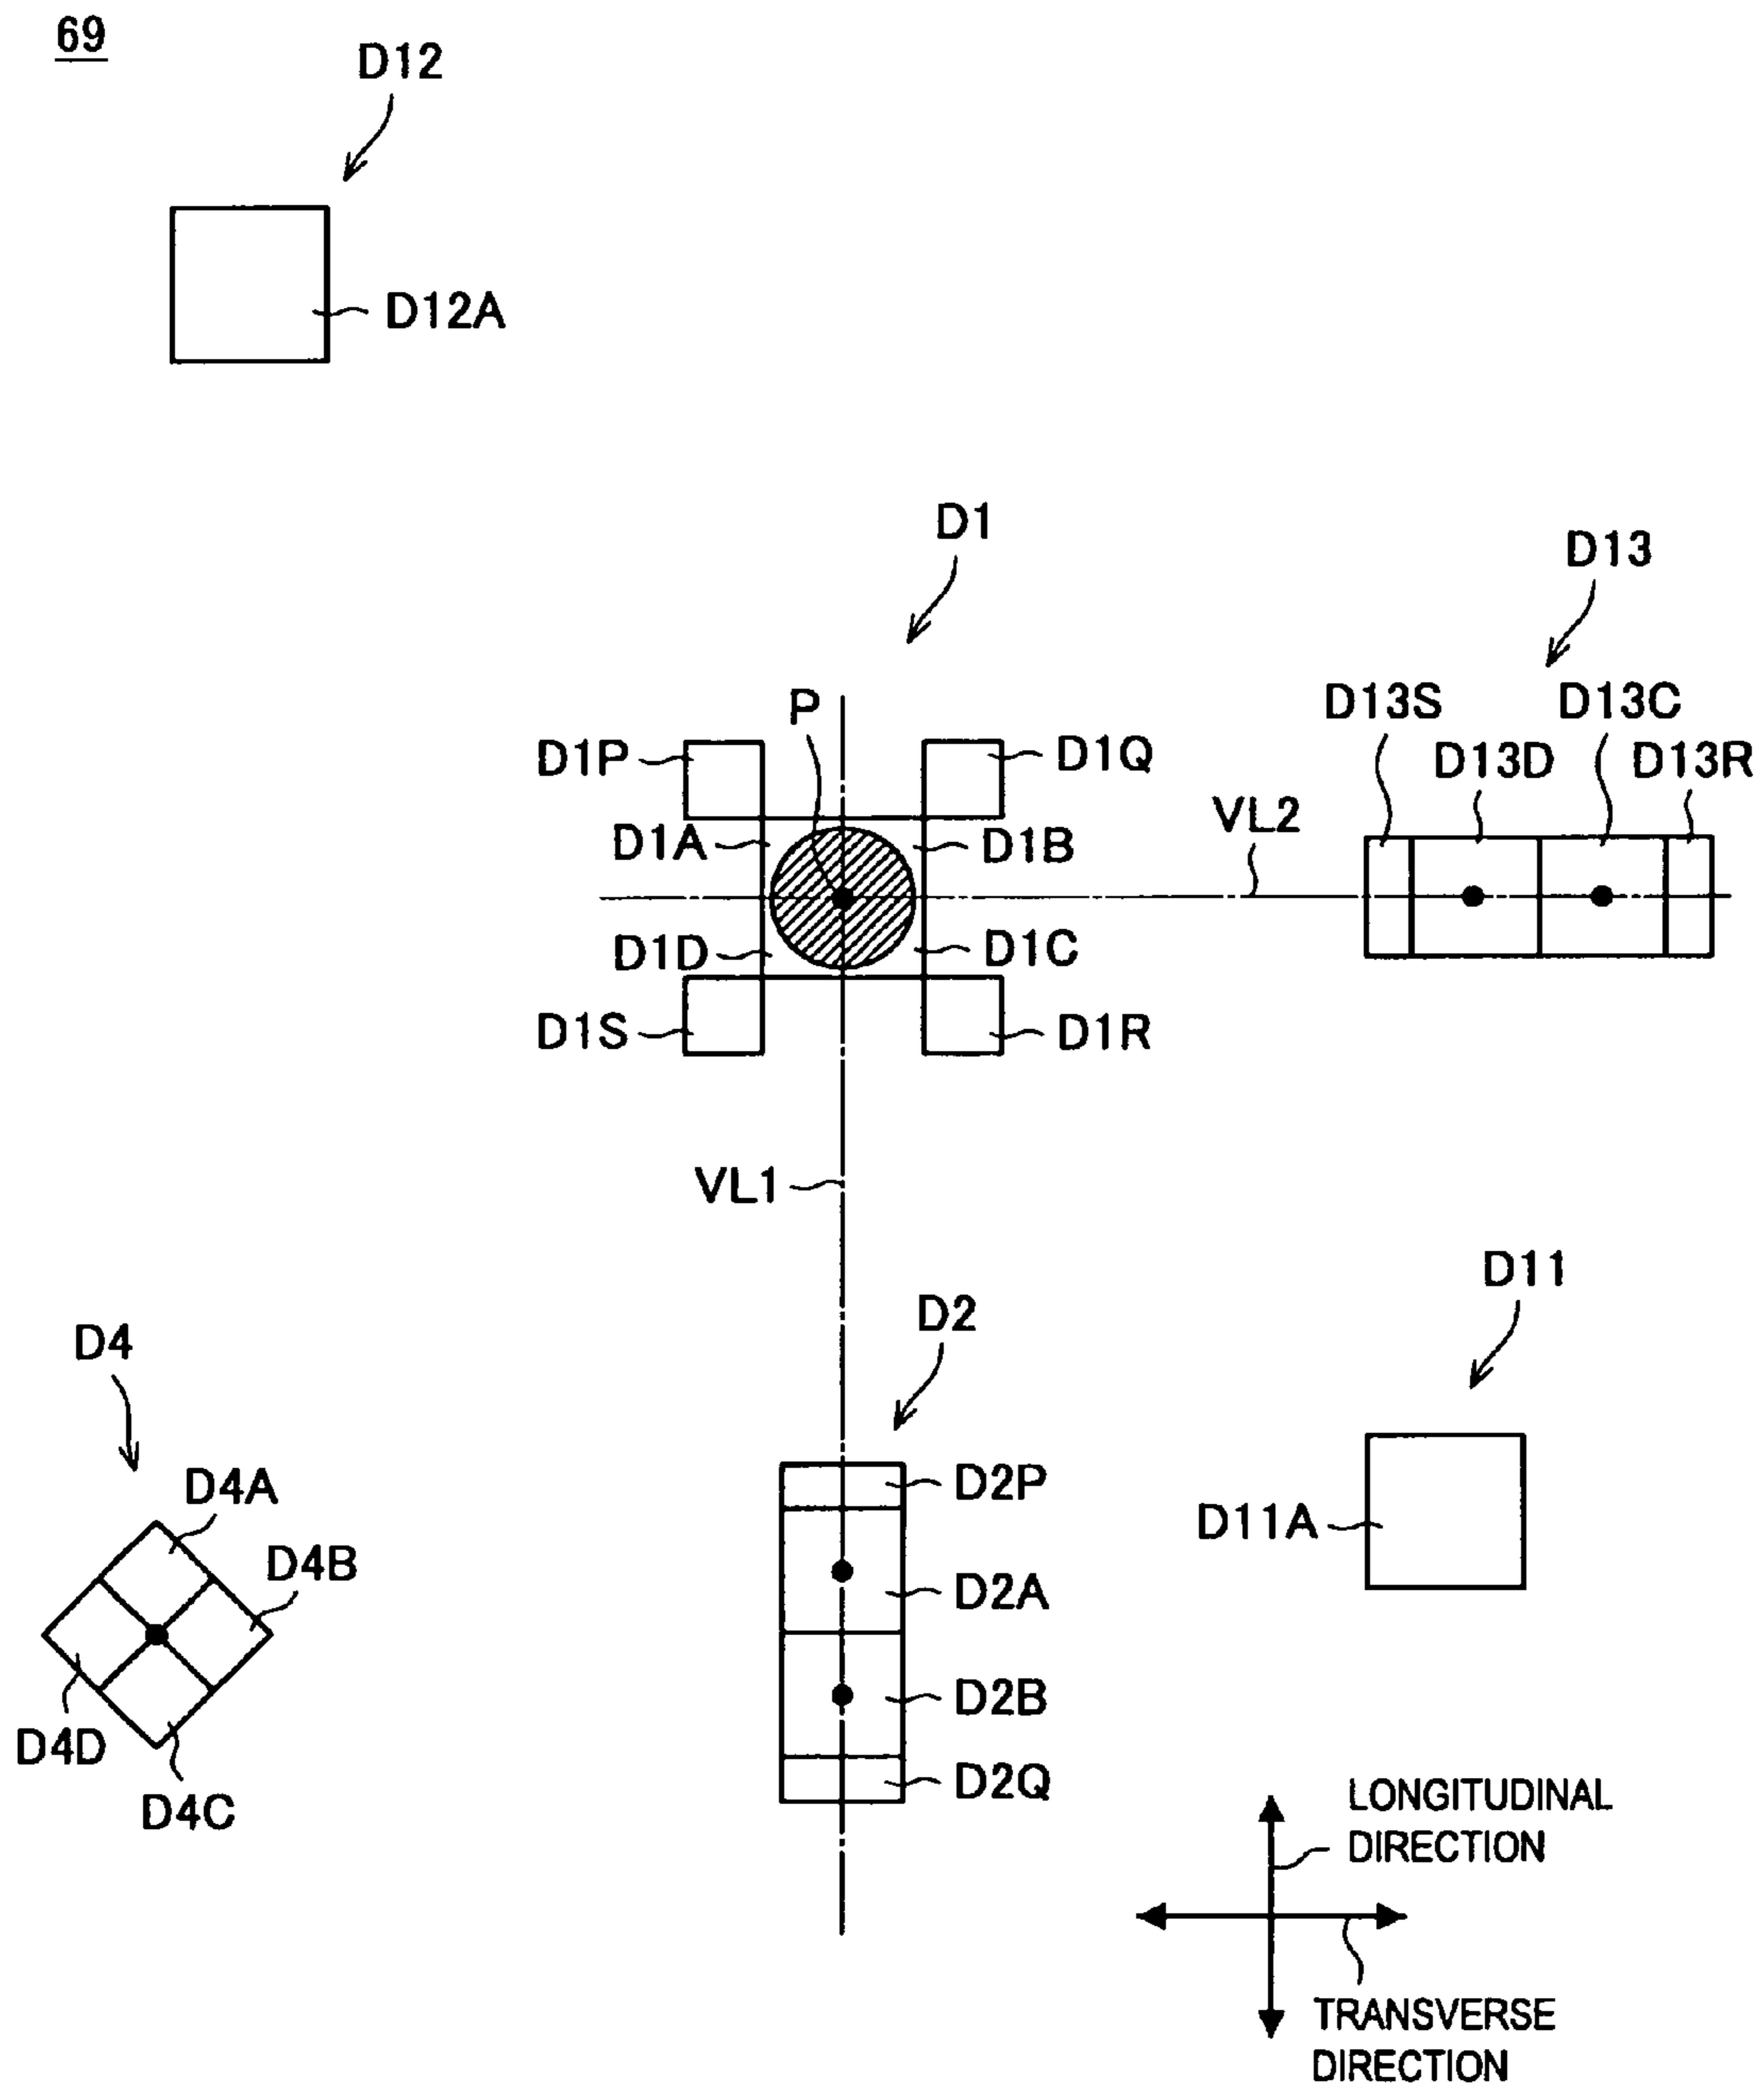 69
D12
D12A
D1
D13
P
D13S
D13C
D1P
D1Q
D13D
D13R
VL2
D1A
D1B
D1D
D1C
D1S
D1R
VL1
D11
D2
D4
D2P
D4A
D11A
D4B
D2A
D2B
D4D
D2Q
D4C
LONGITUDINAL
DIRECTION
TRANSVERSE
DIRECTION